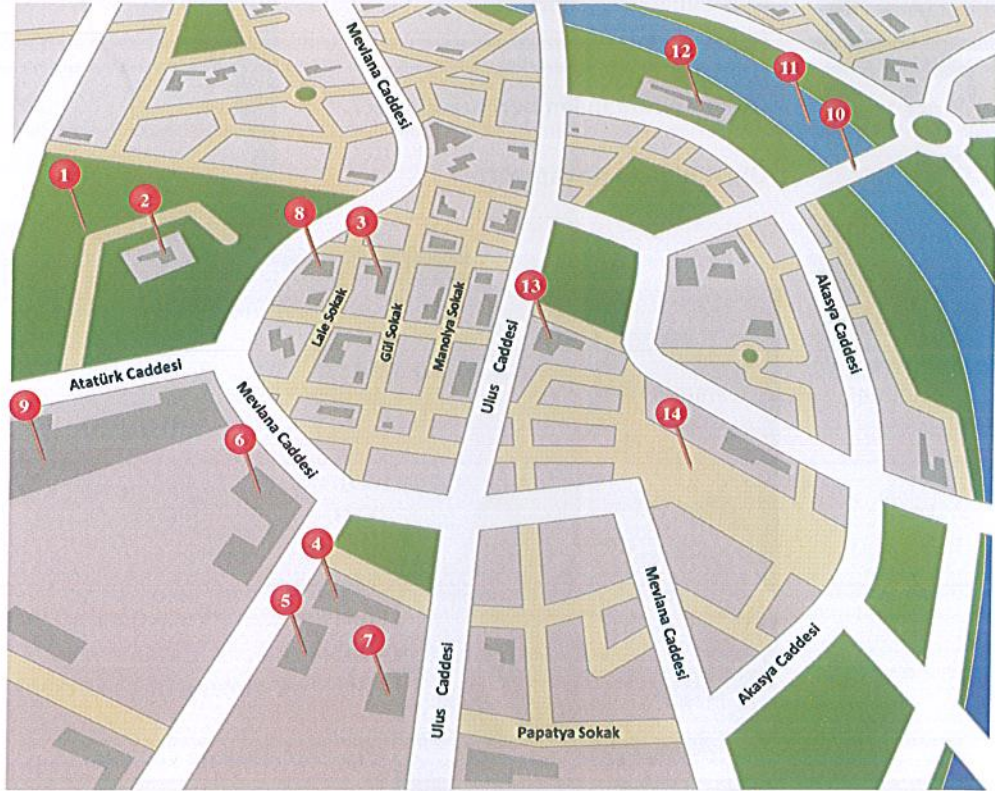 Mevlana Caddesi
12
11
10
1
2
8
3
13
Lale Sokak
Gül Sokak
Manolya Sokak
Ulus Caddesi
Akasya Caddesi
Atatürk Caddesi
9
Mevlana Caddesi
6
14
4
5
7
Ulus Caddesi
Mevlana Caddesi
Akasya Caddesi
Papatya Sokak